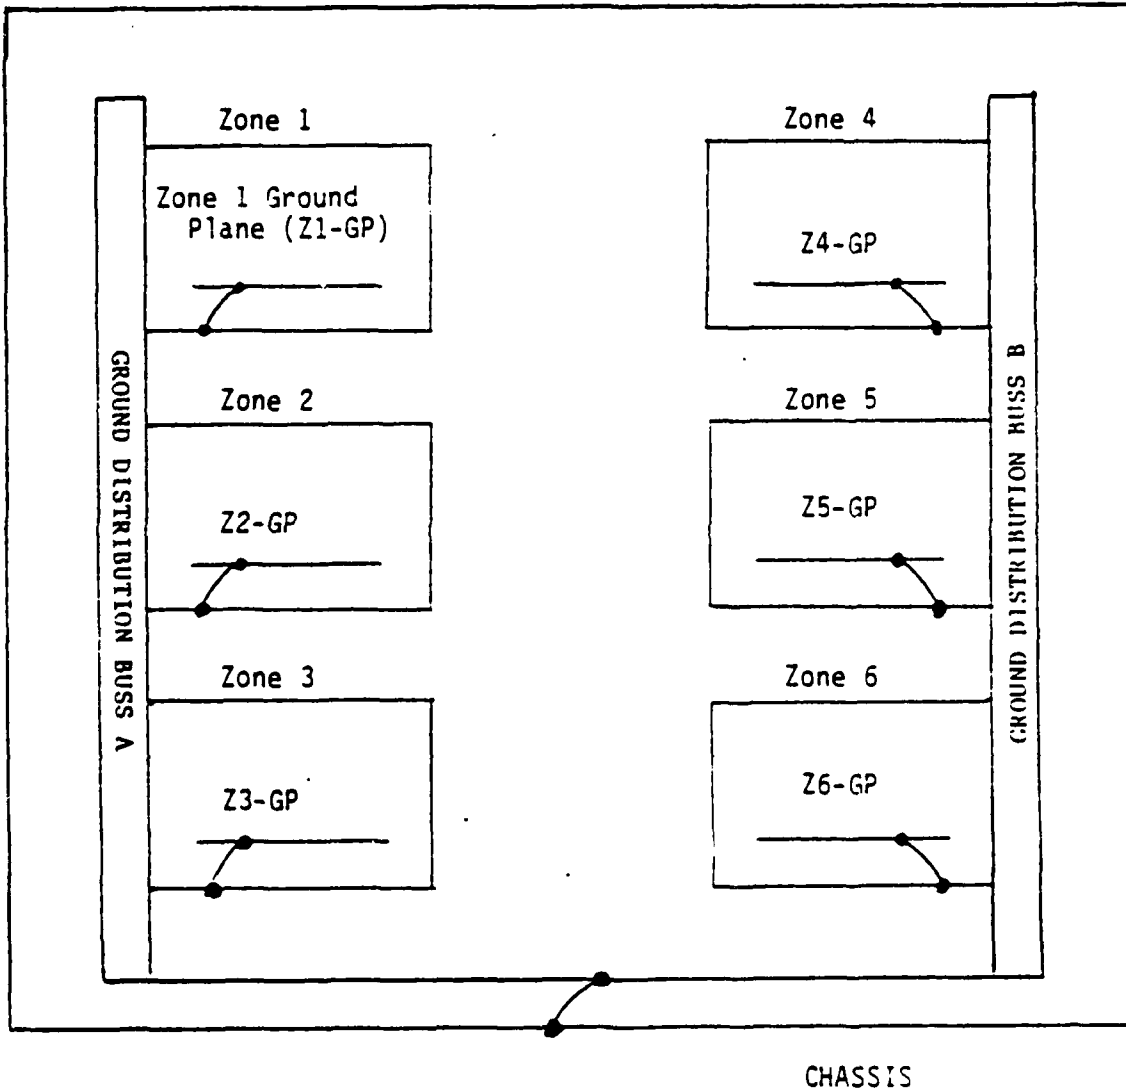 Zone 1
Zone 1 Ground
Plane (Z1-GP)
Zone 2
Z2-GP
Zone 3
Z3-GP
GROUND DISTRIBUTION BUSS A
Zone 4
Z4-GP
Zone 5
Z5-GP
Zone 6
Z6-GP
GROUND DISTRIBUTION BUSS B
CHASSIS